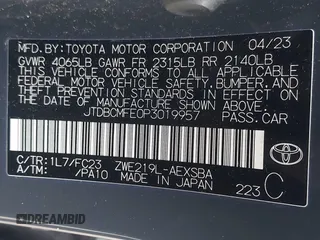 MFD.BY:TOYOTA MOTOR CORPORATION 04/23
GVWR 4065LB GAWR FR 2315LB RR 2140LB
THIS VEHICLE CONFORMS TO ALL APPLICABLE
FEDERAL MOTOR VEHICLE SAFETY, BUMPER, AND
THEFT PREVENTION STANDARDS IN EFFECT ON
THE DATE OF MANUFACTURE SHOWN ABOVE.
JTDBCMFE0P3019957 PASS.CAR
C/TR:1L7/FC23 ZWE219L-AEXSBA
A/TM: /PA10 MADE IN JAPAN 223 C
TOYOTA
DREAMBID